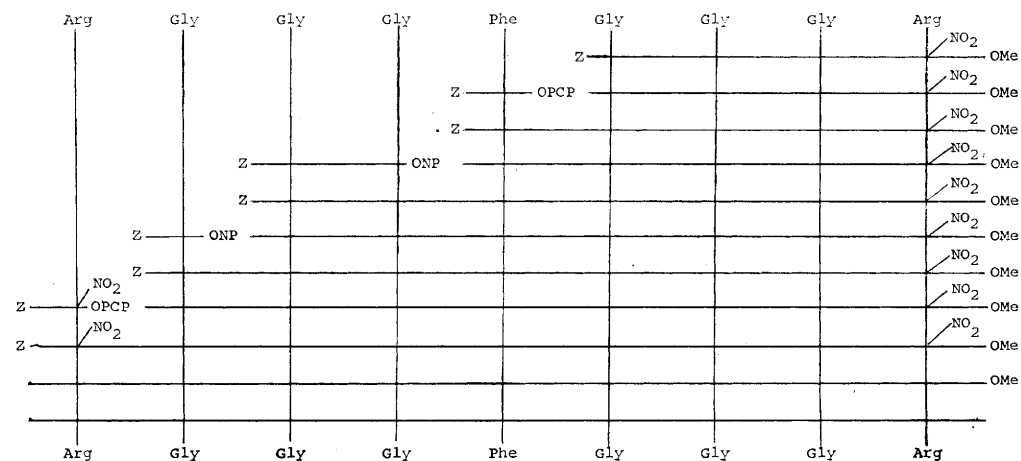 Arg Gly Gly Gly Phe Gly Gly Gly Arg
Z NO2 OMe
Z OPCP NO2 OMe
Z NO2 OMe
Z ONP NO2 OMe
Z NO2 OMe
Z ONP NO2 OMe
Z NO2 OMe
Z NO2 OPCP NO2 OMe
Z NO2 NO2 OMe
OMe
Arg Gly Gly Gly Phe Gly Gly Gly Arg